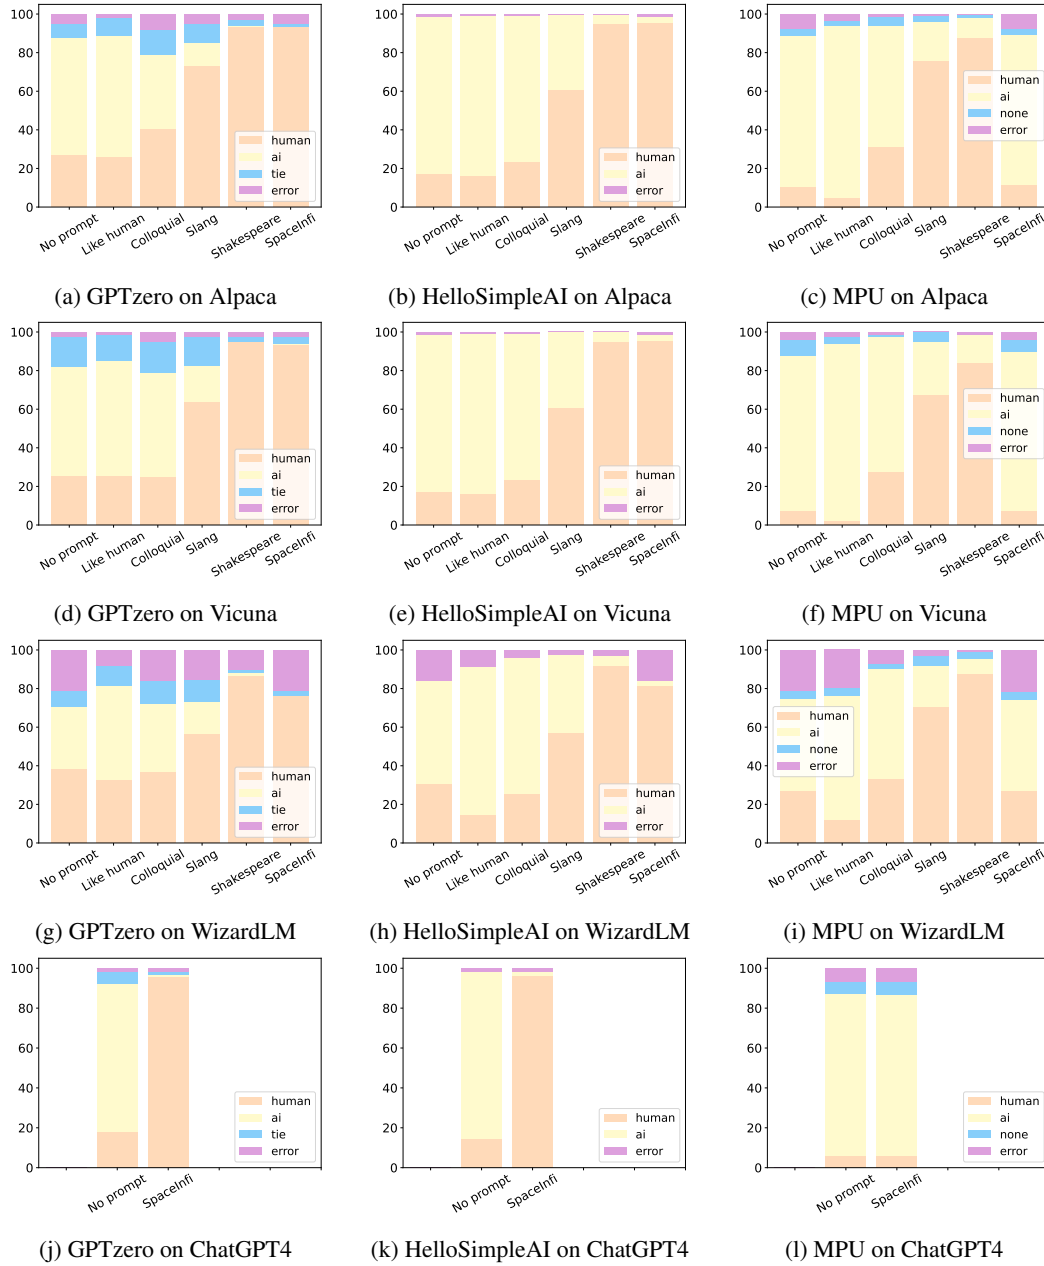 100
80
60
40
20
0
human
ai
tie
error
No prompt
Like human
Colloquial
Slang
Shakespeare
SpaceInfi
(a) GPTzero on Alpaca
100
80
60
40
20
0
human
ai
error
No prompt
Like human
Colloquial
Slang
Shakespeare
SpaceInfi
(b) HelloSimpleAI on Alpaca
100
80
60
40
20
0
human
ai
none
error
No prompt
Like human
Colloquial
Slang
Shakespeare
SpaceInfi
(c) MPU on Alpaca
100
80
60
40
20
0
human
ai
tie
error
No prompt
Like human
Colloquial
Slang
Shakespeare
SpaceInfi
(d) GPTzero on Vicuna
100
80
60
40
20
0
human
ai
error
No prompt
Like human
Colloquial
Slang
Shakespeare
SpaceInfi
(e) HelloSimpleAI on Vicuna
100
80
60
40
20
0
human
ai
none
error
No prompt
Like human
Colloquial
Slang
Shakespeare
SpaceInfi
(f) MPU on Vicuna
100
80
60
40
20
0
human
ai
tie
error
No prompt
Like human
Colloquial
Slang
Shakespeare
SpaceInfi
(g) GPTzero on WizardLM
100
80
60
40
20
0
human
ai
error
No prompt
Like human
Colloquial
Slang
Shakespeare
SpaceInfi
(h) HelloSimpleAI on WizardLM
100
80
60
40
20
0
human
ai
none
error
No prompt
Like human
Colloquial
Slang
Shakespeare
SpaceInfi
(i) MPU on WizardLM
100
80
60
40
20
0
human
ai
tie
error
No prompt
SpaceInfi
(j) GPTzero on ChatGPT4
100
80
60
40
20
0
human
ai
error
No prompt
SpaceInfi
(k) HelloSimpleAI on ChatGPT4
100
80
60
40
20
0
human
ai
none
error
No prompt
SpaceInfi
(l) MPU on ChatGPT4